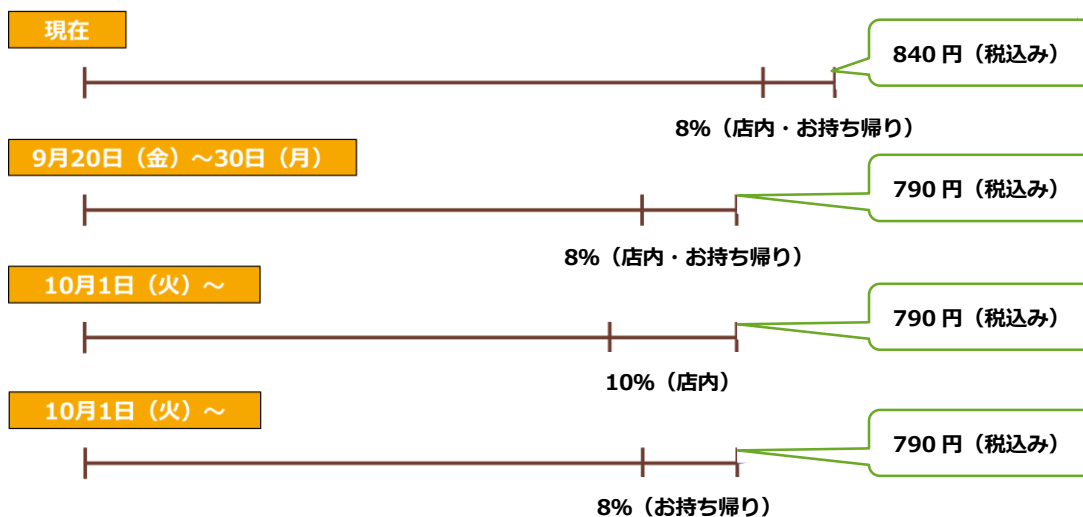 現在
840 円（税込み）
8%（店内・お持ち帰り）
9月20日（金）～30日（月）
790 円（税込み）
8%（店内・お持ち帰り）
10月1日（火）～
790 円（税込み）
10%（店内）
10月1日（火）～
790 円（税込み）
8%（お持ち帰り）